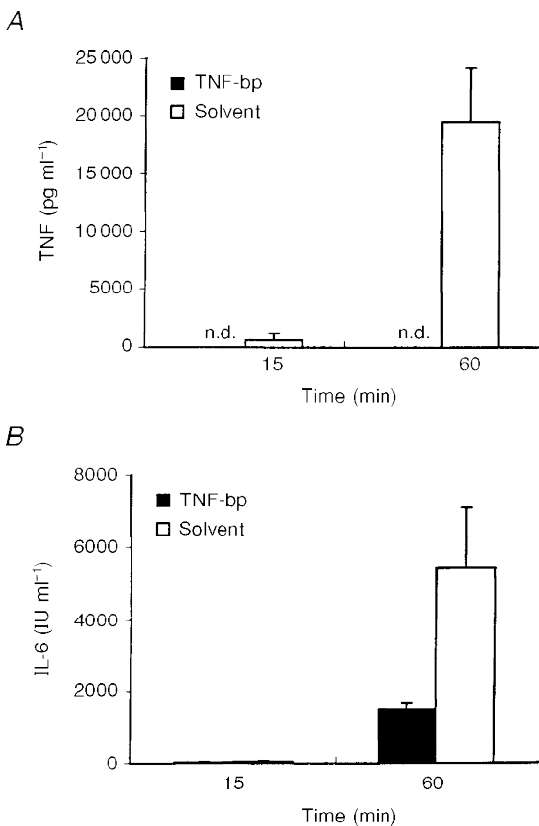 A
TNF (pg ml⁻¹)
25 000
20 000
15 000
10 000
5000
0
TNF-bp
Solvent
n.d.
n.d.
15
60
Time (min)
B
IL-6 (IU ml⁻¹)
8000
6000
4000
2000
0
TNF-bp
Solvent
15
60
Time (min)